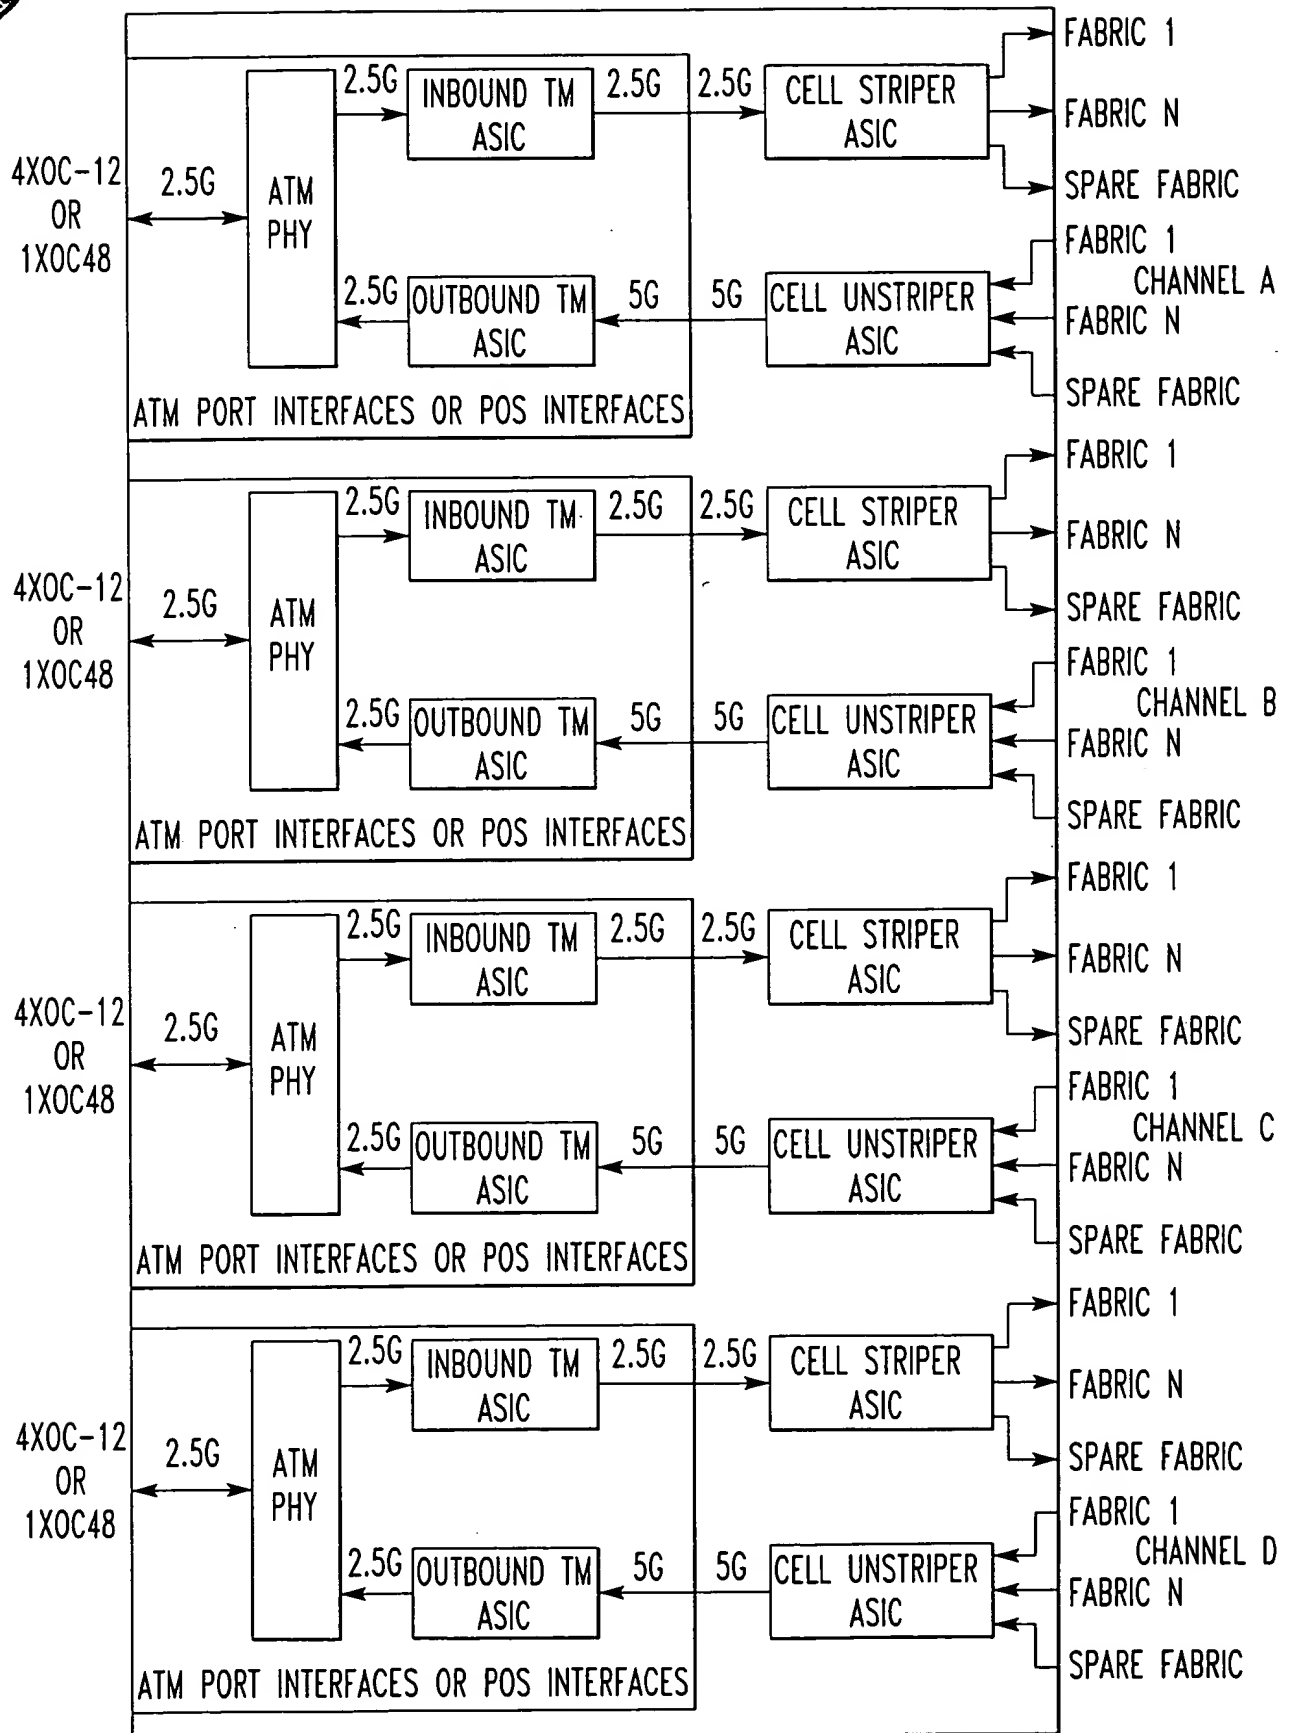 FABRIC 1
2.5G
INBOUND TM
ASIC
2.5G
2.5G
CELL STRIPER
ASIC
FABRIC N
4XOC-12
OR
1XOC48
2.5G
ATM
PHY
SPARE FABRIC
FABRIC 1
CHANNEL A
2.5G
OUTBOUND TM
ASIC
5G
5G
CELL UNSTRIPER
ASIC
FABRIC N
SPARE FABRIC
ATM PORT INTERFACES OR POS INTERFACES
FABRIC 1
2.5G
INBOUND TM
ASIC
2.5G
2.5G
CELL STRIPER
ASIC
FABRIC N
4XOC-12
OR
1XOC48
2.5G
ATM
PHY
SPARE FABRIC
FABRIC 1
CHANNEL B
2.5G
OUTBOUND TM
ASIC
5G
5G
CELL UNSTRIPER
ASIC
FABRIC N
SPARE FABRIC
ATM PORT INTERFACES OR POS INTERFACES
FABRIC 1
2.5G
INBOUND TM
ASIC
2.5G
2.5G
CELL STRIPER
ASIC
FABRIC N
4XOC-12
OR
1XOC48
2.5G
ATM
PHY
SPARE FABRIC
FABRIC 1
CHANNEL C
2.5G
OUTBOUND TM
ASIC
5G
5G
CELL UNSTRIPER
ASIC
FABRIC N
SPARE FABRIC
ATM PORT INTERFACES OR POS INTERFACES
FABRIC 1
2.5G
INBOUND TM
ASIC
2.5G
2.5G
CELL STRIPER
ASIC
FABRIC N
4XOC-12
OR
1XOC48
2.5G
ATM
PHY
SPARE FABRIC
FABRIC 1
CHANNEL D
2.5G
OUTBOUND TM
ASIC
5G
5G
CELL UNSTRIPER
ASIC
FABRIC N
SPARE FABRIC
ATM PORT INTERFACES OR POS INTERFACES